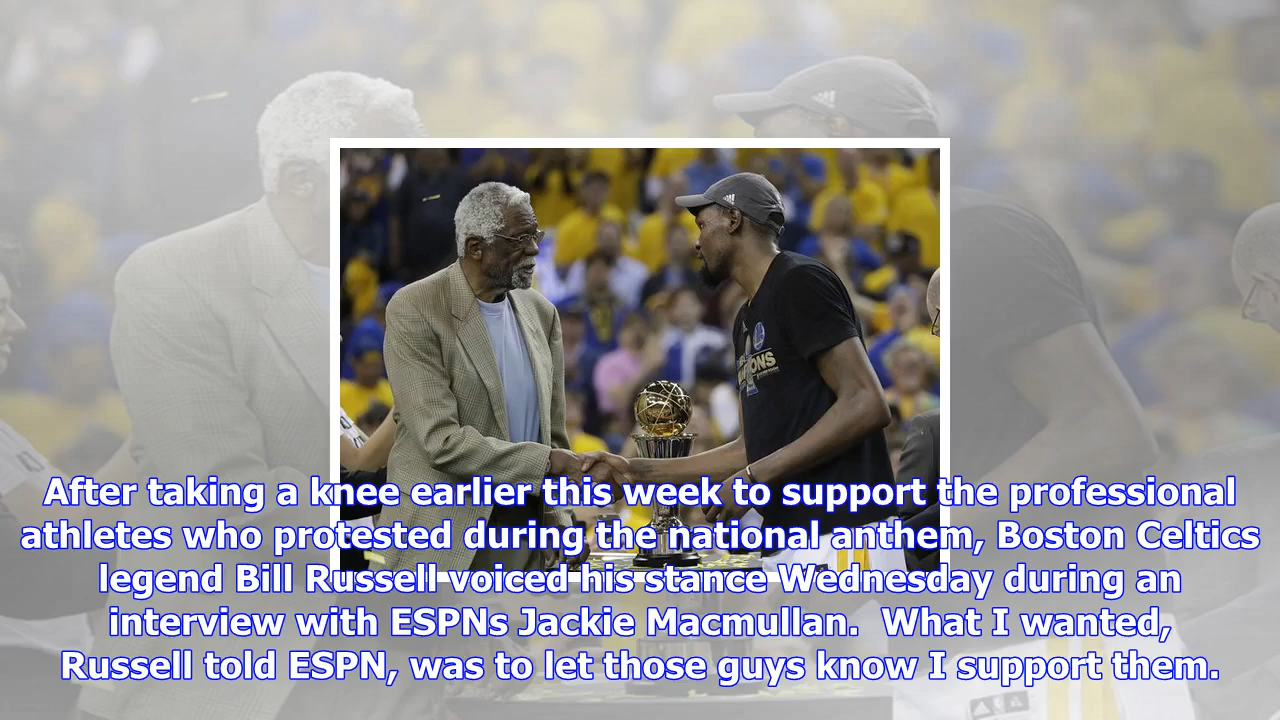 After taking a knee earlier this week to support the professional
athletes who protested during the national anthem, Boston Celtics
legend Bill Russell voiced his stance Wednesday during an
interview with ESPNs Jackie Macmullan.  What I wanted,
Russell told ESPN, was to let those guys know I support them.